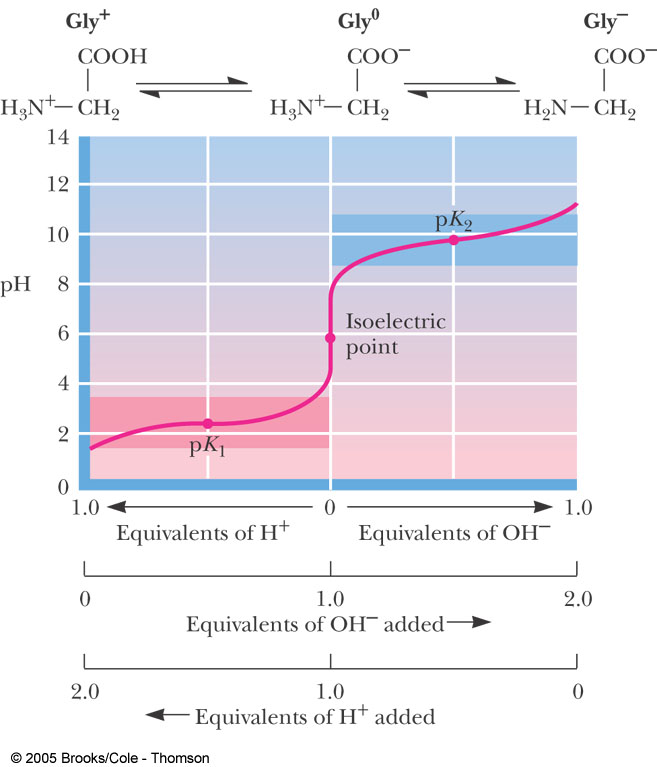 Gly⁺ Gly⁰ Gly⁻
COOH COO⁻ COO⁻
H₃N⁺—CH₂ H₃N⁺—CH₂ H₂N—CH₂
14
12
pK₂
10
pH 8
Isoelectric
6
point
4
2
pK₁
0
1.0 0 1.0
Equivalents of H⁺ Equivalents of OH⁻
0 1.0 2.0
Equivalents of OH⁻ added
2.0 1.0 0
Equivalents of H⁺ added
© 2005 Brooks/Cole - Thomson